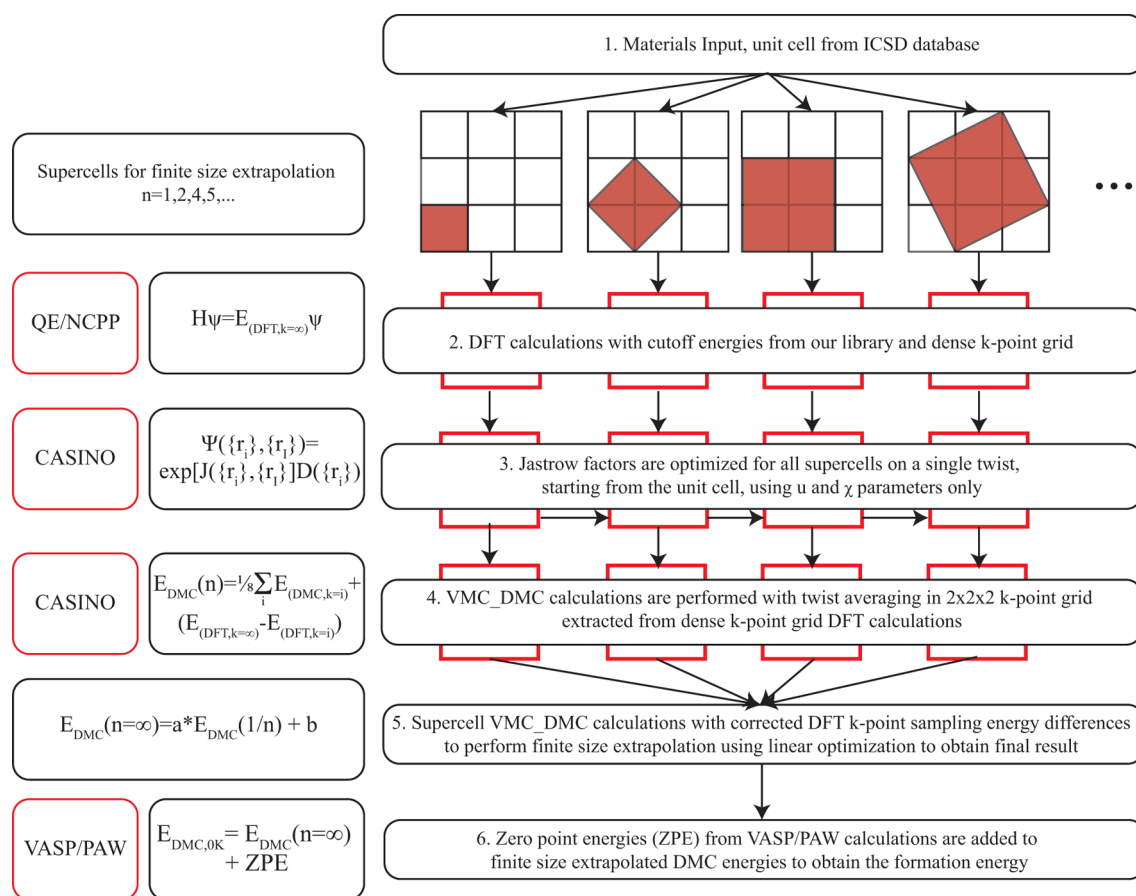 1. Materials Input, unit cell from ICSD database
Supercells for finite size extrapolation
n=1,2,4,5,...
...
QE/NCPP
Hψ=E(DFT,k=∞)ψ
2. DFT calculations with cutoff energies from our library and dense k-point grid
CASINO
Ψ({ri},{rI})=
exp[J({ri},{rI}]D({ri})
3. Jastrow factors are optimized for all supercells on a single twist,
starting from the unit cell, using u and χ parameters only
CASINO
EDMC(n)=⅛∑i E(DMC,k=i)+
(E(DFT,k=∞)-E(DFT,k=i))
4. VMC_DMC calculations are performed with twist averaging in 2x2x2 k-point grid
extracted from dense k-point grid DFT calculations
EDMC(n=∞)=a*EDMC(1/n) + b
5. Supercell VMC_DMC calculations with corrected DFT k-point sampling energy differences
to perform finite size extrapolation using linear optimization to obtain final result
VASP/PAW
EDMC,0K= EDMC(n=∞)
+ ZPE
6. Zero point energies (ZPE) from VASP/PAW calculations are added to
finite size extrapolated DMC energies to obtain the formation energy